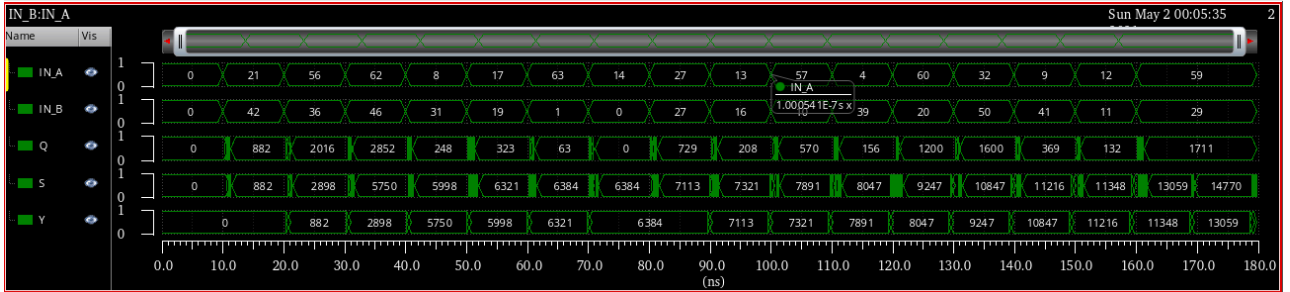 IN_B:IN_A Sun May 2 00:05:35 2
Name Vis
IN_A 1 0 0 21 56 62 8 17 63 14 27 13 57 4 60 32 9 12 59
IN_A
1.000541E-7s x
IN_B 1 0 0 42 36 46 31 19 1 0 27 16 10 39 20 50 41 11 29
Q 1 0 0 882 2016 2852 248 323 63 0 729 208 570 156 1200 1600 369 132 1711
S 1 0 0 882 2898 5750 5998 6321 6384 6384 7113 7321 7891 8047 9247 10847 11216 11348 13059 14770
Y 1 0 0 882 2898 5750 5998 6321 6384 7113 7321 7891 8047 9247 10847 11216 11348 13059
0.0 10.0 20.0 30.0 40.0 50.0 60.0 70.0 80.0 90.0 100.0 110.0 120.0 130.0 140.0 150.0 160.0 170.0 180.0
(ns)